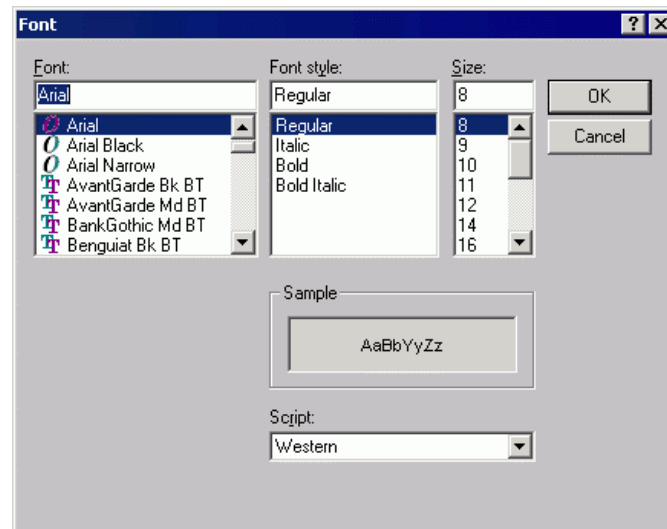 Font
Font:
Arial
Arial
Arial Black
Arial Narrow
AvantGarde Bk BT
AvantGarde Md BT
BankGothic Md BT
Benguiat Bk BT
Font style:
Regular
Regular
Italic
Bold
Bold Italic
Size:
8
8
9
10
11
12
14
16
OK
Cancel
Sample
AaBbYyZz
Script:
Western